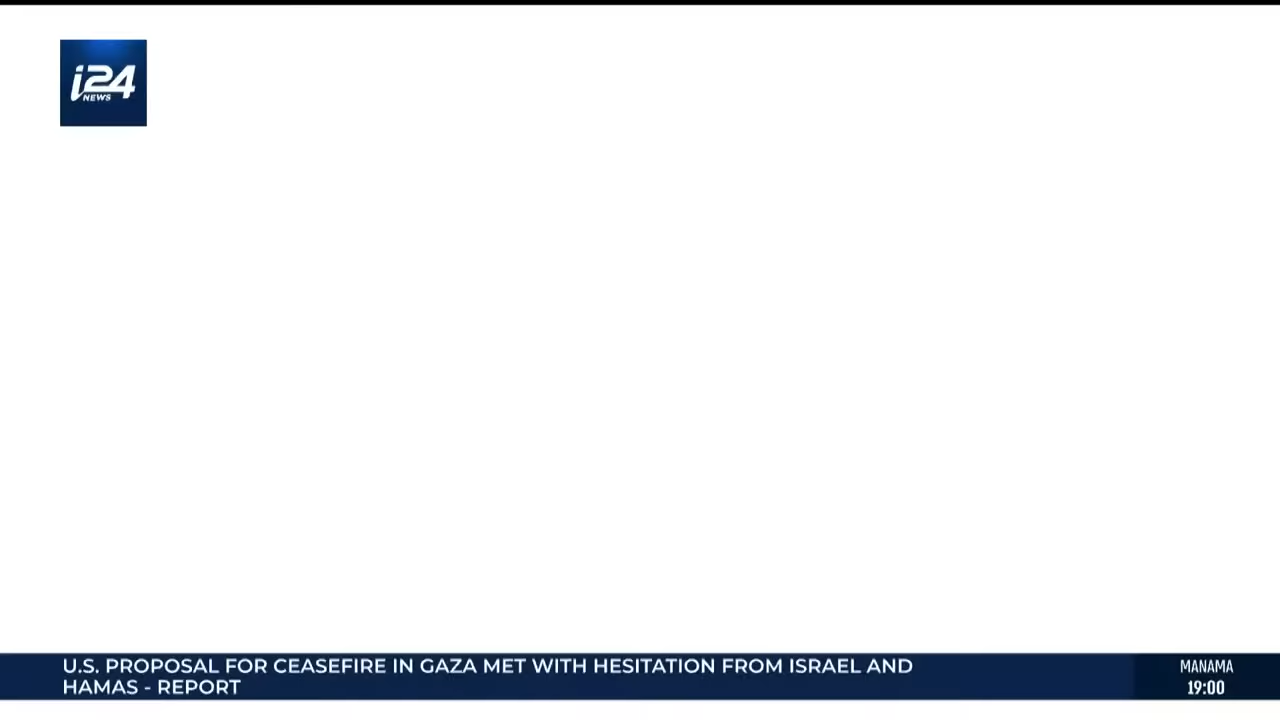 i24
NEWS
U.S. PROPOSAL FOR CEASEFIRE IN GAZA MET WITH HESITATION FROM ISRAEL AND
HAMAS - REPORT
MANAMA
19:00